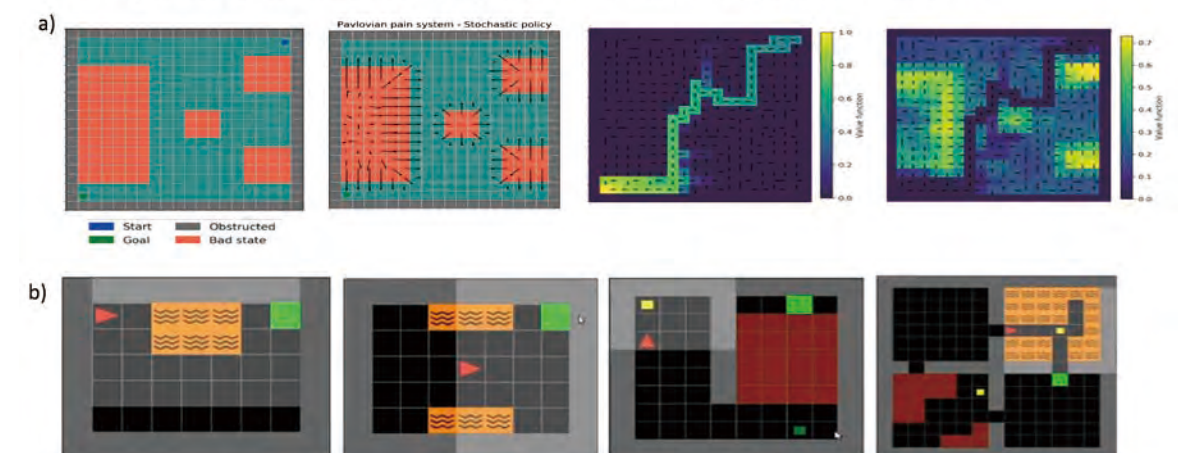 a)
Pavlovian pain system - Stochastic policy
1.0
0.8
0.6
0.4
0.2
0.0
Value function
0.7
0.6
0.5
0.4
0.3
0.2
0.1
0.0
Value function
Start
Obstructed
Goal
Bad state
b)